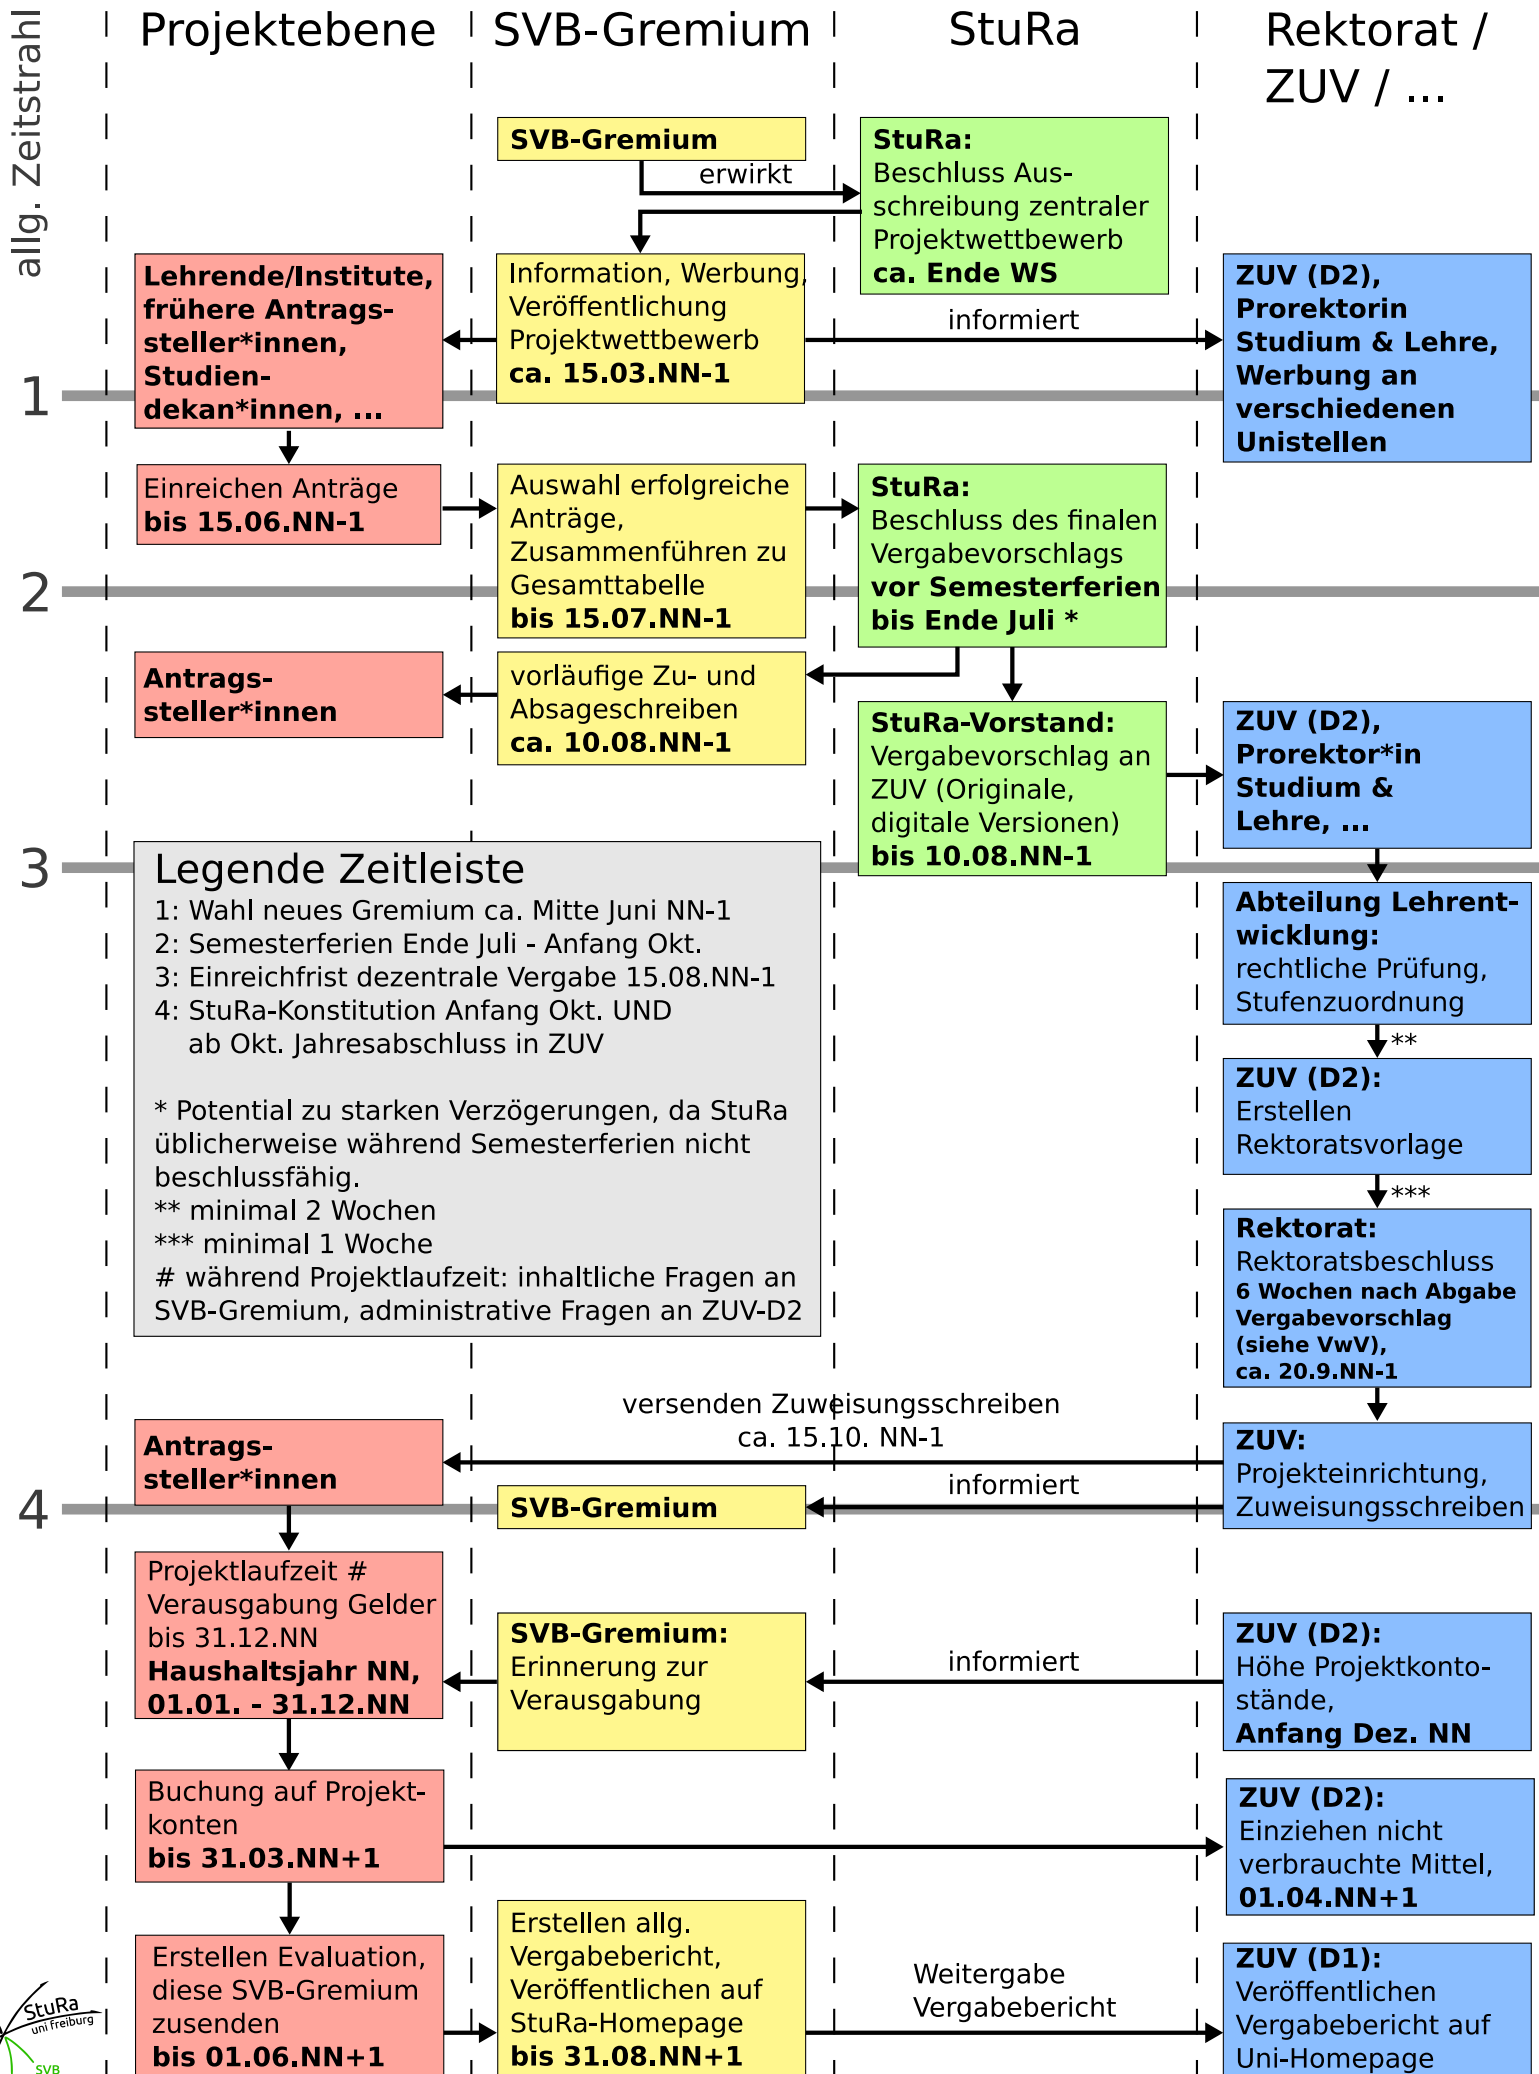 allg. Zeitstrahl
Projektebene
SVB-Gremium
StuRa
Rektorat /
ZUV / ...
SVB-Gremium
erwirkt
StuRa:
Beschluss Aus-
schreibung zentraler
Projektwettbewerb
ca. Ende WS
Lehrende/Institute,
frühere Antrags-
steller*innen,
Studien-
dekan*innen, ...
Information, Werbung,
Veröffentlichung
Projektwettbewerb
ca. 15.03.NN-1
informiert
ZUV (D2),
Prorektorin
Studium & Lehre,
Werbung an
verschiedenen
Unistellen
1
Einreichen Anträge
bis 15.06.NN-1
Auswahl erfolgreiche
Anträge,
Zusammenführen zu
Gesamttabelle
bis 15.07.NN-1
StuRa:
Beschluss des finalen
Vergabevorschlags
vor Semesterferien
bis Ende Juli *
2
Antrags-
steller*innen
vorläufige Zu- und
Absageschreiben
ca. 10.08.NN-1
StuRa-Vorstand:
Vergabevorschlag an
ZUV (Originale,
digitale Versionen)
bis 10.08.NN-1
ZUV (D2),
Prorektor*in
Studium &
Lehre, ...
3
Legende Zeitleiste
1: Wahl neues Gremium ca. Mitte Juni NN-1
2: Semesterferien Ende Juli - Anfang Okt.
3: Einreichfrist dezentrale Vergabe 15.08.NN-1
4: StuRa-Konstitution Anfang Okt. UND
ab Okt. Jahresabschluss in ZUV
* Potential zu starken Verzögerungen, da StuRa
üblicherweise während Semesterferien nicht
beschlussfähig.
** minimal 2 Wochen
*** minimal 1 Woche
# während Projektlaufzeit: inhaltliche Fragen an
SVB-Gremium, administrative Fragen an ZUV-D2
Abteilung Lehrent-
wicklung:
rechtliche Prüfung,
Stufenzuordnung
**
ZUV (D2):
Erstellen
Rektoratsvorlage
***
Rektorat:
Rektoratsbeschluss
6 Wochen nach Abgabe
Vergabevorschlag
(siehe VwV),
ca. 20.9.NN-1
versenden Zuweisungsschreiben
ca. 15.10. NN-1
Antrags-
steller*innen
informiert
ZUV:
Projekteinrichtung,
Zuweisungsschreiben
4
SVB-Gremium
Projektlaufzeit #
Verausgabung Gelder
bis 31.12.NN
Haushaltsjahr NN,
01.01. - 31.12.NN
SVB-Gremium:
Erinnerung zur
Verausgabung
informiert
ZUV (D2):
Höhe Projektkonto-
stände,
Anfang Dez. NN
Buchung auf Projekt-
konten
bis 31.03.NN+1
ZUV (D2):
Einziehen nicht
verbrauchte Mittel,
01.04.NN+1
Erstellen Evaluation,
diese SVB-Gremium
zusenden
bis 01.06.NN+1
Erstellen allg.
Vergabebericht,
Veröffentlichen auf
StuRa-Homepage
bis 31.08.NN+1
Weitergabe
Vergabebericht
ZUV (D1):
Veröffentlichen
Vergabebericht auf
Uni-Homepage
StuRa
uni freiburg
SVB